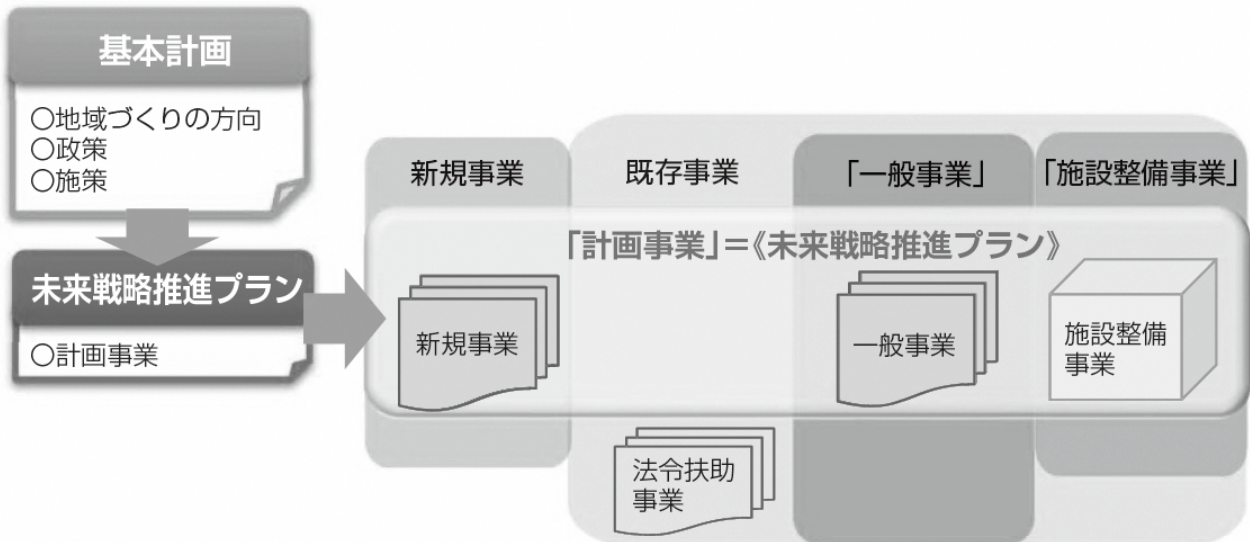 基本計画
○地域づくりの方向
○政策
○施策
未来戦略推進プラン
○計画事業
新規事業
既存事業
「一般事業」
「施設整備事業」
「計画事業」＝《未来戦略推進プラン》
新規事業
一般事業
施設整備
事業
法令扶助
事業